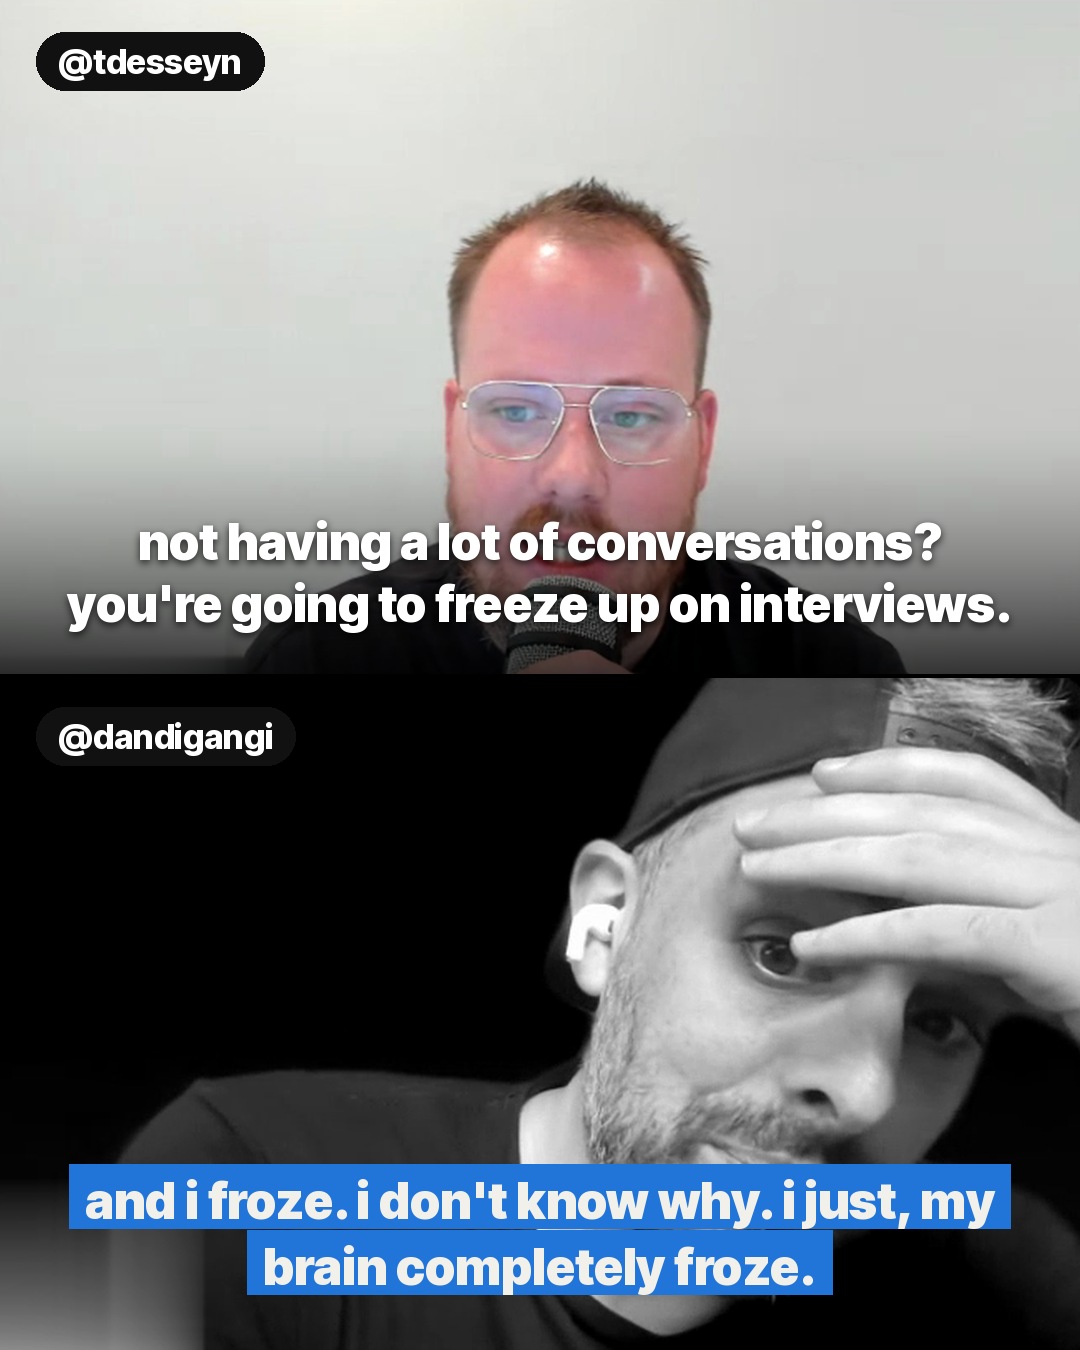 @tdesseyn
not having a lot of conversations?
you're going to freeze up on interviews.
@dandigangi
and i froze. i don't know why. i just, my
brain completely froze.